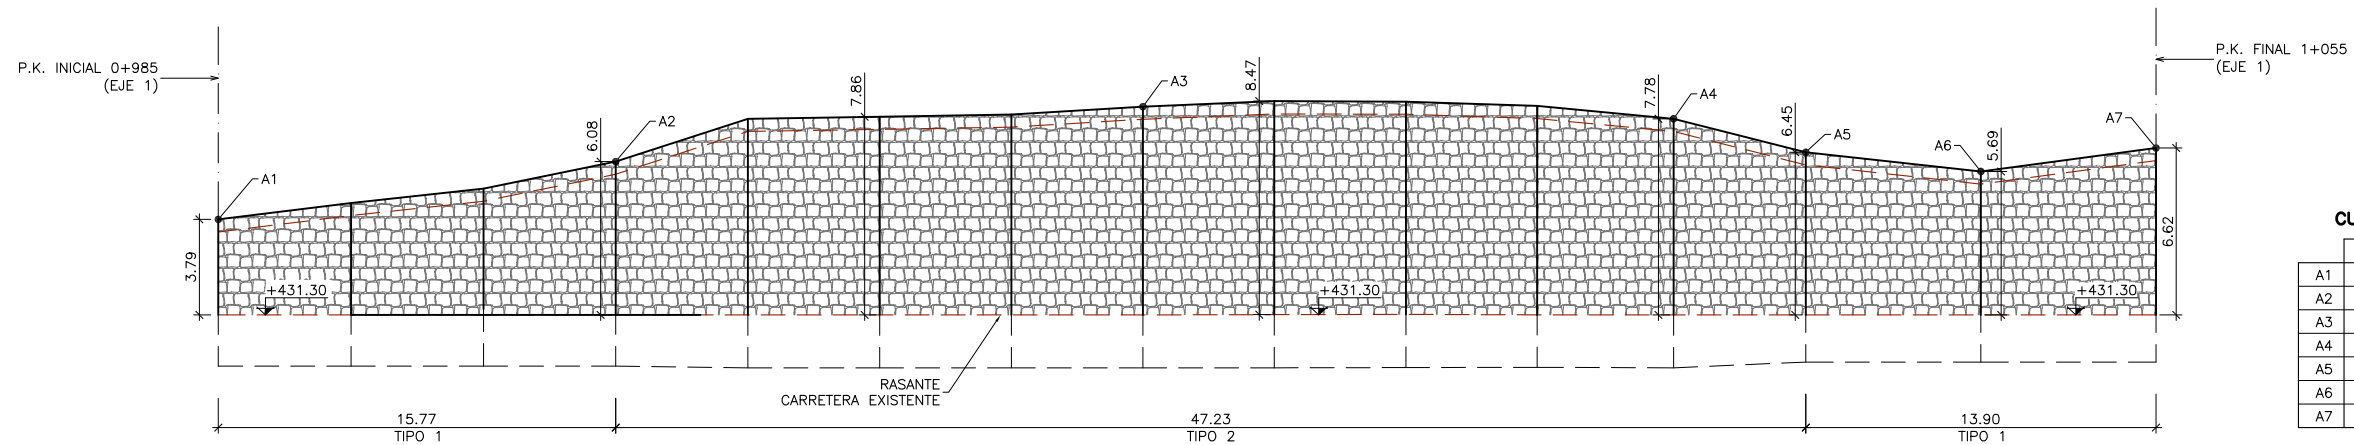 P.K. INICIAL 0+985
(EJE 1)
P.K. FINAL 1+055
(EJE 1)
A1
A2
A3
A4
A5
A6
A7
3.79
6.08
7.86
8.47
7.78
6.45
5.69
6.62
+431.30
+431.30
+431.30
RASANTE
CARRETERA EXISTENTE
15.77
TIPO 1
47.23
TIPO 2
13.90
TIPO 1
A1
A2
A3
A4
A5
A6
A7